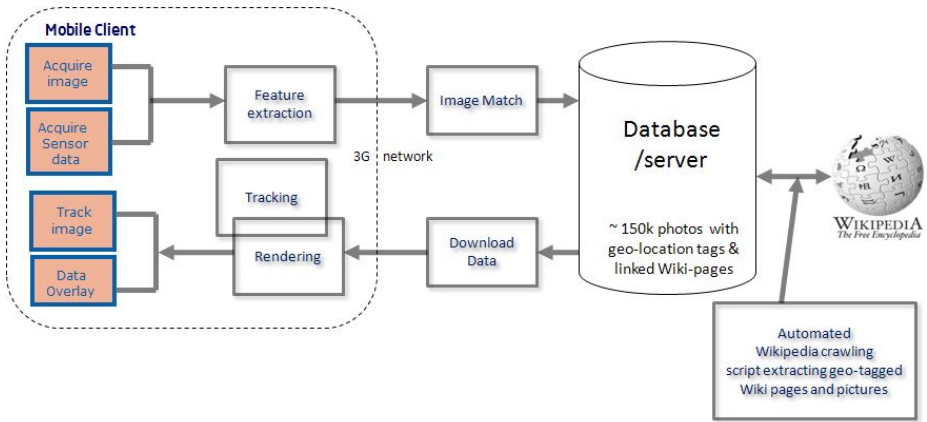 Mobile Client
Acquire
image
Acquire
Sensor
data
Feature
extraction
Image Match
3G network
Database
/server
~ 150k photos with
geo-location tags &
linked Wiki-pages
Track
image
Data
Overlay
Tracking
Rendering
Download
Data
WIKIPEDIA
The Free Encyclopedia
Automated
Wikipedia crawling
script extracting geo-tagged
Wiki pages and pictures